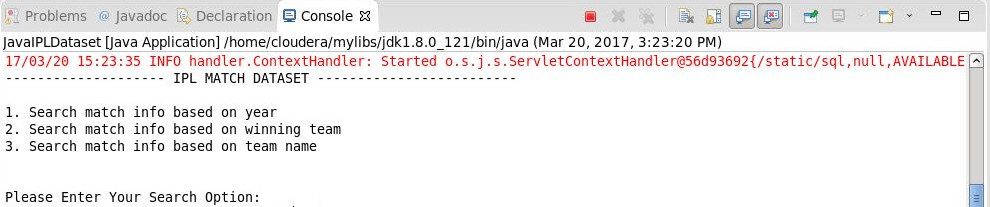 Problems @ Javadoc Declaration Console
JavaIPLDataset [Java Application] /home/cloudera/mylibs/jdk1.8.0_121/bin/java (Mar 20, 2017, 3:23:20 PM)
17/03/20 15:23:35 INFO handler.ContextHandler: Started o.s.j.s.ServletContextHandler@56d93692{/static/sql,null,AVAILABLE
-------------------- IPL MATCH DATASET -------------------------
1. Search match info based on year
2. Search match info based on winning team
3. Search match info based on team name
Please Enter Your Search Option: